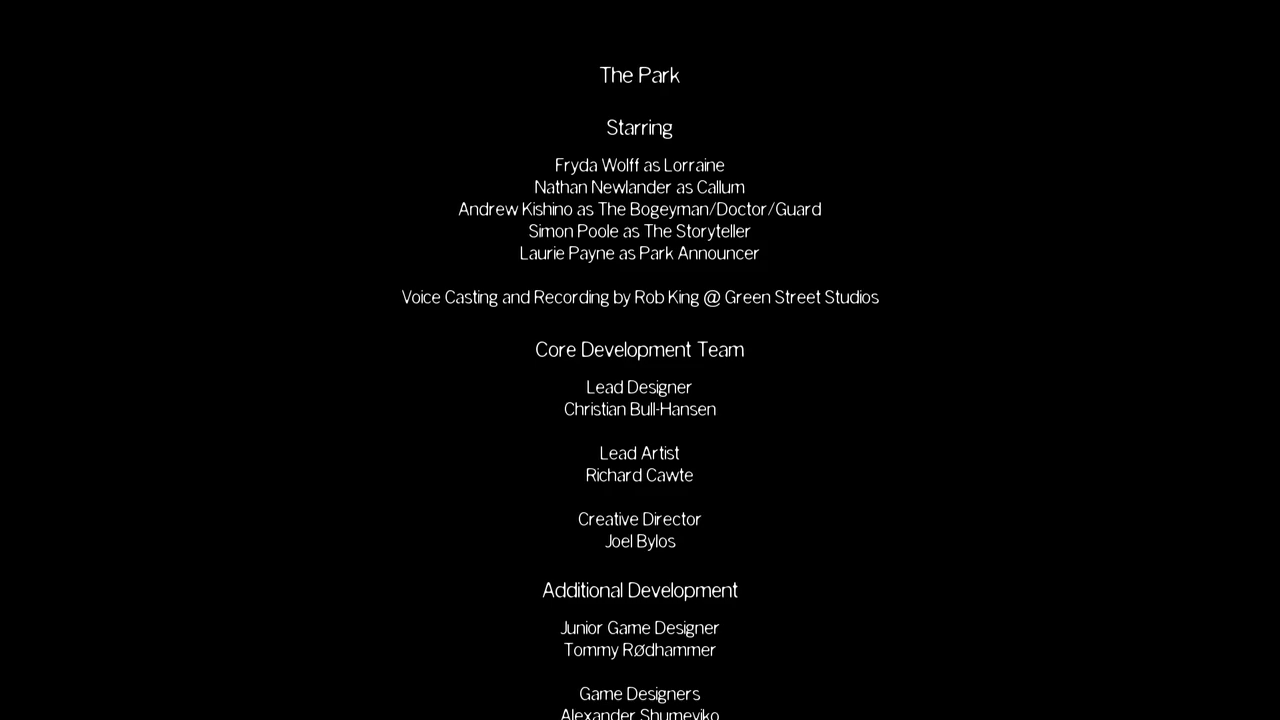 The Park
Starring
Fryda Wolff as Lorraine
Nathan Newlander as Callum
Andrew Kishino as The Bogeyman/Doctor/Guard
Simon Poole as The Storyteller
Laurie Payne as Park Announcer
Voice Casting and Recording by Rob King @ Green Street Studios
Core Development Team
Lead Designer
Christian Bull-Hansen
Lead Artist
Richard Cawte
Creative Director
Joel Bylos
Additional Development
Junior Game Designer
Tommy RØdhammer
Game Designers
Alexander Shumeyko